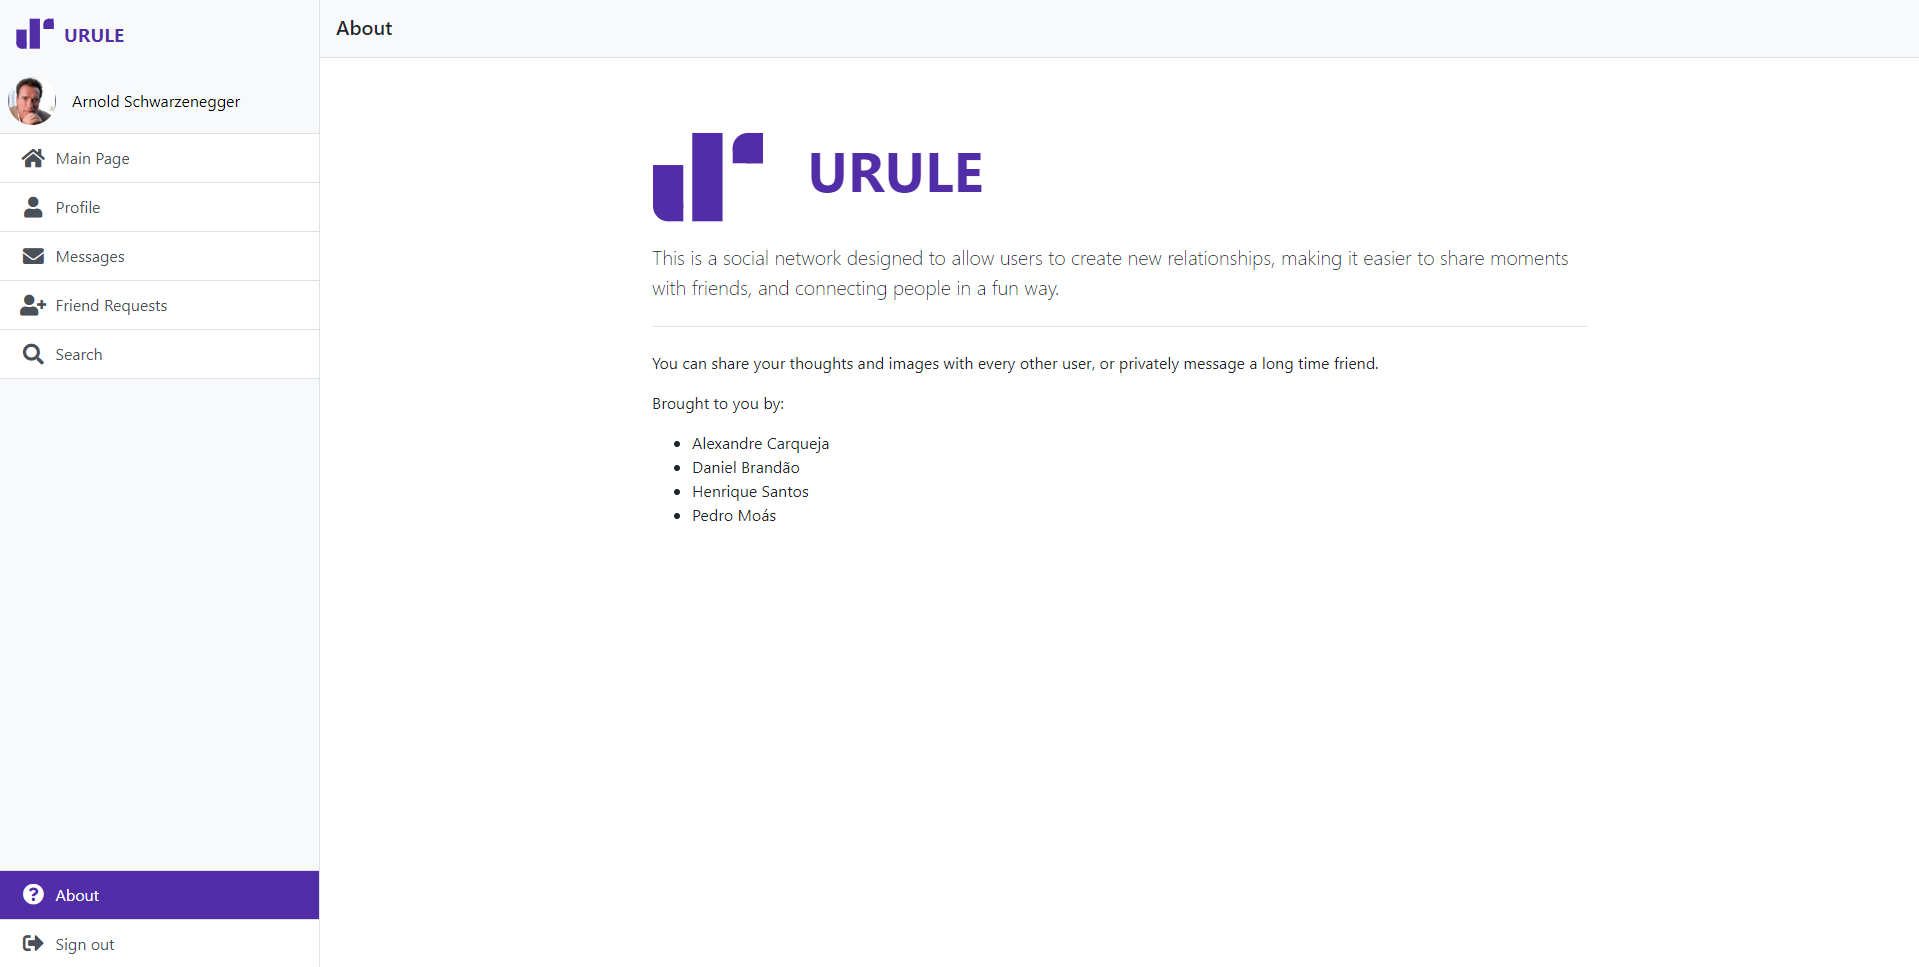 URULE
Arnold Schwarzenegger
Main Page
Profile
Messages
Friend Requests
Search
About
Sign out
About
URULE
This is a social network designed to allow users to create new relationships, making it easier to share moments
with friends, and connecting people in a fun way.
You can share your thoughts and images with every other user, or privately message a long time friend.
Brought to you by:
Alexandre Carqueja
Daniel Brandão
Henrique Santos
Pedro Moás